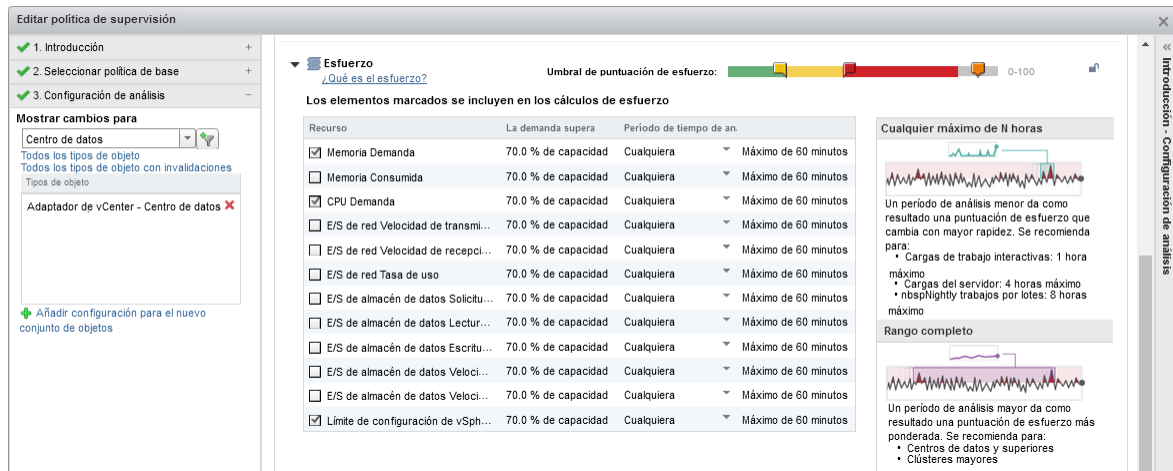 Editar política de supervisión
1. Introducción
2. Seleccionar política de base
3. Configuración de análisis
Mostrar cambios para
Centro de datos
Todos los tipos de objeto
Todos los tipos de objeto con invalidaciones
Tipos de objeto
Adaptador de vCenter - Centro de datos
Añadir configuración para el nuevo
conjunto de objetos
Esfuerzo
¿Qué es el esfuerzo?
Umbral de puntuación de esfuerzo:
0-100
Los elementos marcados se incluyen en los cálculos de esfuerzo
Recurso La demanda supera Período de tiempo de an
Memoria Demanda 70.0 % de capacidad Cualquiera Máximo de 60 minutos
Memoria Consumida 70.0 % de capacidad Cualquiera Máximo de 60 minutos
CPU Demanda 70.0 % de capacidad Cualquiera Máximo de 60 minutos
E/S de red Velocidad de transmi... 70.0 % de capacidad Cualquiera Máximo de 60 minutos
E/S de red Velocidad de recepci... 70.0 % de capacidad Cualquiera Máximo de 60 minutos
E/S de red Tasa de uso 70.0 % de capacidad Cualquiera Máximo de 60 minutos
E/S de almacén de datos Solicitu... 70.0 % de capacidad Cualquiera Máximo de 60 minutos
E/S de almacén de datos Lectur... 70.0 % de capacidad Cualquiera Máximo de 60 minutos
E/S de almacén de datos Escritu... 70.0 % de capacidad Cualquiera Máximo de 60 minutos
E/S de almacén de datos Veloci... 70.0 % de capacidad Cualquiera Máximo de 60 minutos
E/S de almacén de datos Veloci... 70.0 % de capacidad Cualquiera Máximo de 60 minutos
Límite de configuración de vSph... 70.0 % de capacidad Cualquiera Máximo de 60 minutos
Cualquier máximo de N horas
Un período de análisis menor da como
resultado una puntuación de esfuerzo que
cambia con mayor rapidez. Se recomienda
para:
• Cargas de trabajo interactivas: 1 hora
máximo
• Cargas del servidor: 4 horas máximo
• nbspNightly trabajos por lotes: 8 horas
máximo
Rango completo
Un período de análisis mayor da como
resultado una puntuación de esfuerzo más
ponderada. Se recomienda para:
• Centros de datos y superiores
• Clústeres mayores
Introducción - Configuración de análisis